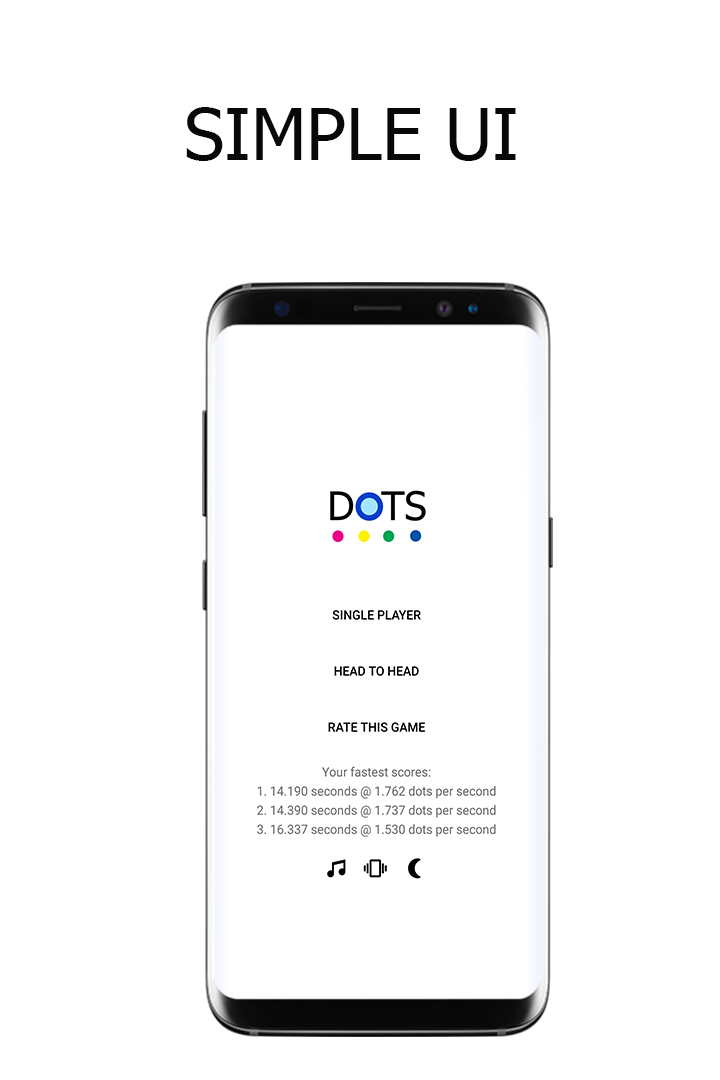 SIMPLE UI
DOTS
SINGLE PLAYER
HEAD TO HEAD
RATE THIS GAME
Your fastest scores:
1. 14.190 seconds @ 1.762 dots per second
2. 14.390 seconds @ 1.737 dots per second
3. 16.337 seconds @ 1.530 dots per second